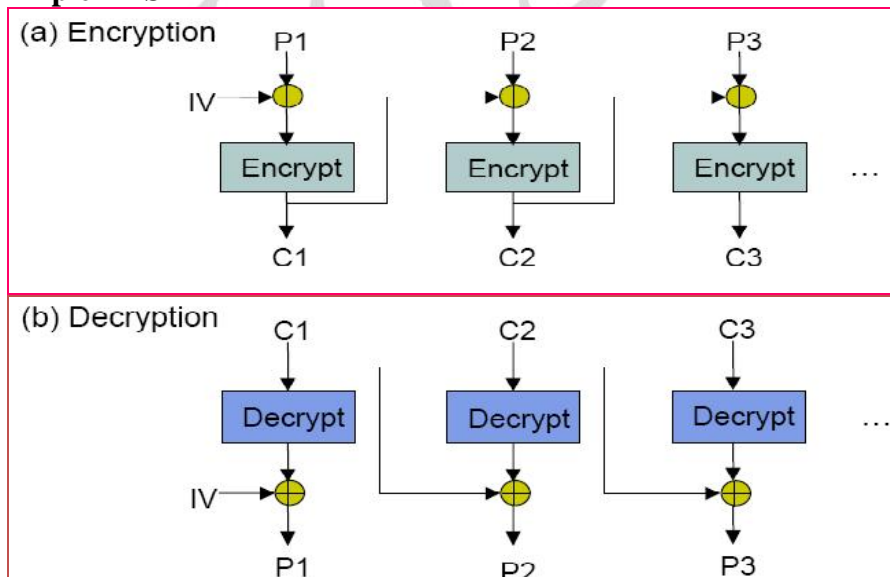 (a) Encryption
P1 P2 P3
IV
Encrypt Encrypt Encrypt ...
C1 C2 C3
(b) Decryption
C1 C2 C3
Decrypt Decrypt Decrypt ...
IV
P1 P2 P3